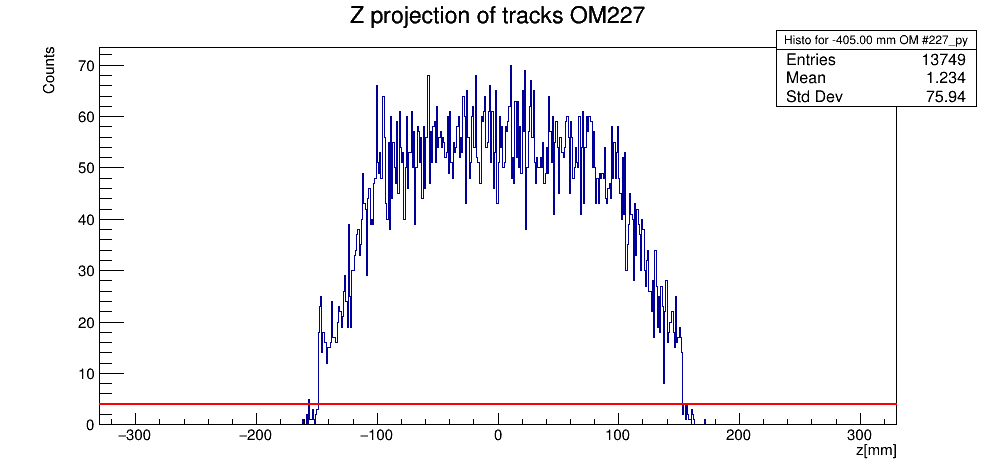 Z projection of tracks OM227
Histo for -405.00 mm OM #227_py
Entries 13749
Mean 1.234
Std Dev 75.94
Counts
70
60
50
40
30
20
10
0
−300 −200 −100 0 100 200 300
z[mm]